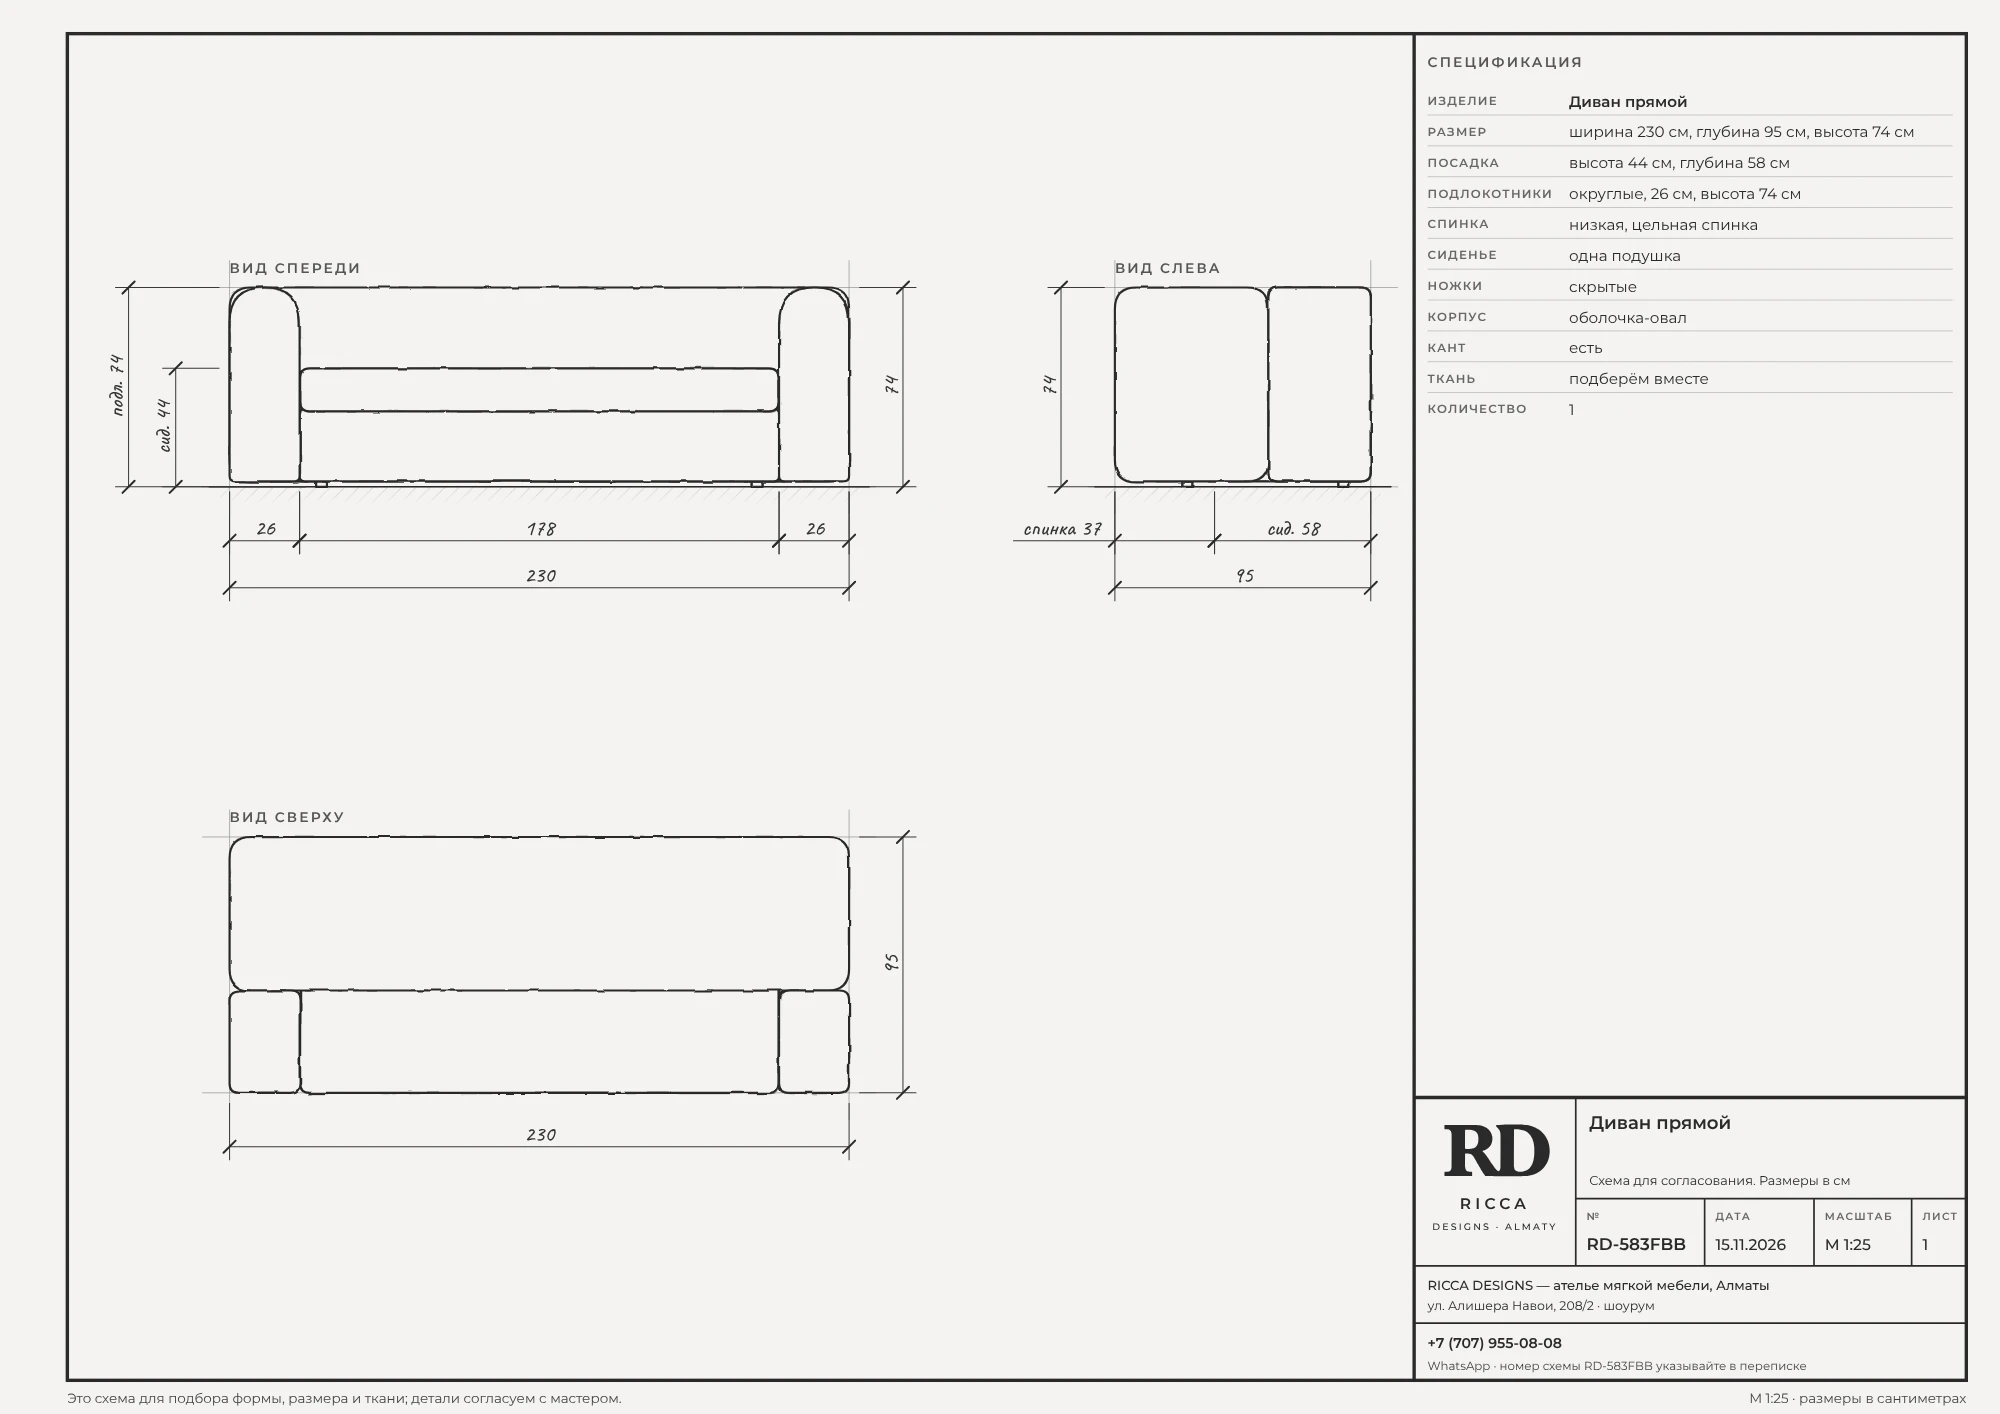 СПЕЦИФИКАЦИЯ
ИЗДЕЛИЕ Диван прямой
РАЗМЕР ширина 230 см, глубина 95 см, высота 74 см
ПОСАДКА высота 44 см, глубина 58 см
ПОДЛОКОТНИКИ округлые, 26 см, высота 74 см
СПИНКА низкая, цельная спинка
СИДЕНЬЕ одна подушка
НОЖКИ скрытые
КОРПУС оболочка-овал
КАНТ есть
ТКАНЬ подберём вместе
КОЛИЧЕСТВО 1
ВИД СПЕРЕДИ
подл. 74
сид. 44
74
26 178 26
230
ВИД СЛЕВА
74
спинка 37 сид. 58
95
ВИД СВЕРХУ
95
230
RD
RICCA
DESIGNS · ALMATY
Диван прямой
Схема для согласования. Размеры в см
№ ДАТА МАСШТАБ ЛИСТ
RD-583FBB 15.11.2026 М 1:25 1
RICCA DESIGNS — ателье мягкой мебели, Алматы
ул. Алишера Навои, 208/2 · шоурум
+7 (707) 955-08-08
WhatsApp · номер схемы RD-583FBB указывайте в переписке
Это схема для подбора формы, размера и ткани; детали согласуем с мастером.
М 1:25 · размеры в сантиметрах